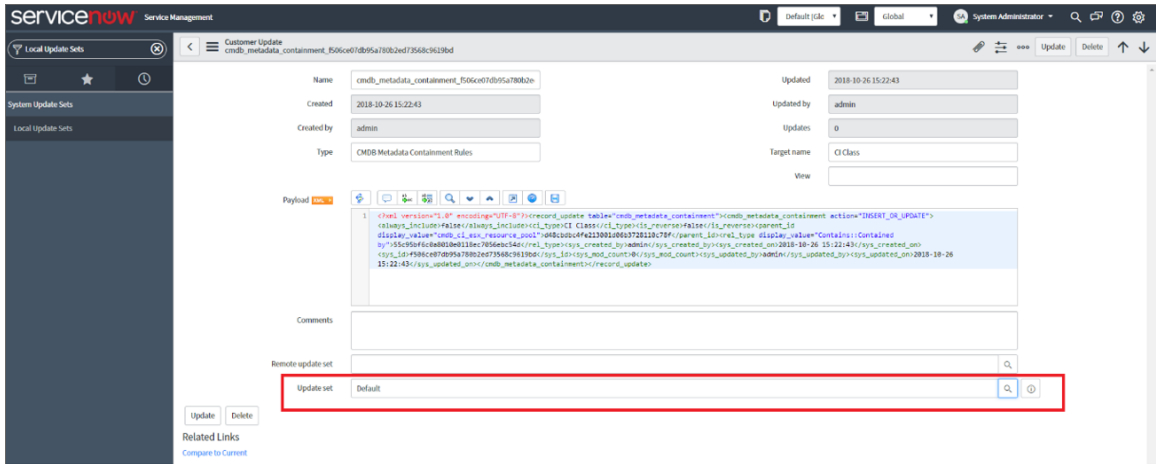 servicenow Service Management
Default (Glc
Global
SA System Administrator
Local Update Sets
Customer Update
cmdb_metadata_containment_f506ce07db95a780b2ed73568c9619bd
Update Delete
System Update Sets
Local Update Sets
Name cmdb_metadata_containment_f506ce07db95a780b2e
Updated 2018-10-26 15:22:43
Created 2018-10-26 15:22:43
Updated by admin
Created by admin
Updates 0
Type CMDB Metadata Containment Rules
Target name CI Class
View
Payload
1 <?xml version="1.0" encoding="UTF-8"?><record_update table="cmdb_metadata_containment"><cmdb_metadata_containment action="INSERT_OR_UPDATE">
<always_include>false</always_include><ci_type>CI Class</ci_type><is_reverse>false</is_reverse><parent_id
display_value="cmdb_ci_esx_resource_pool">d48cbdbc4fe213001d08b3728110c78f</parent_id><rel_type display_value="Contains::Contained
by">55c95bf6c0a8010e0118ec7056ebc54d</rel_type><sys_created_by>admin</sys_created_by><sys_created_on>2018-10-26 15:22:43</sys_created_on>
<sys_id>f506ce07db95a780b2ed73568c9619bd</sys_id><sys_mod_count>0</sys_mod_count><sys_updated_by>admin</sys_updated_by><sys_updated_on>2018-10-26
15:22:43</sys_updated_on></cmdb_metadata_containment></record_update>
Comments
Remote update set
Update set Default
Update Delete
Related Links
Compare to Current